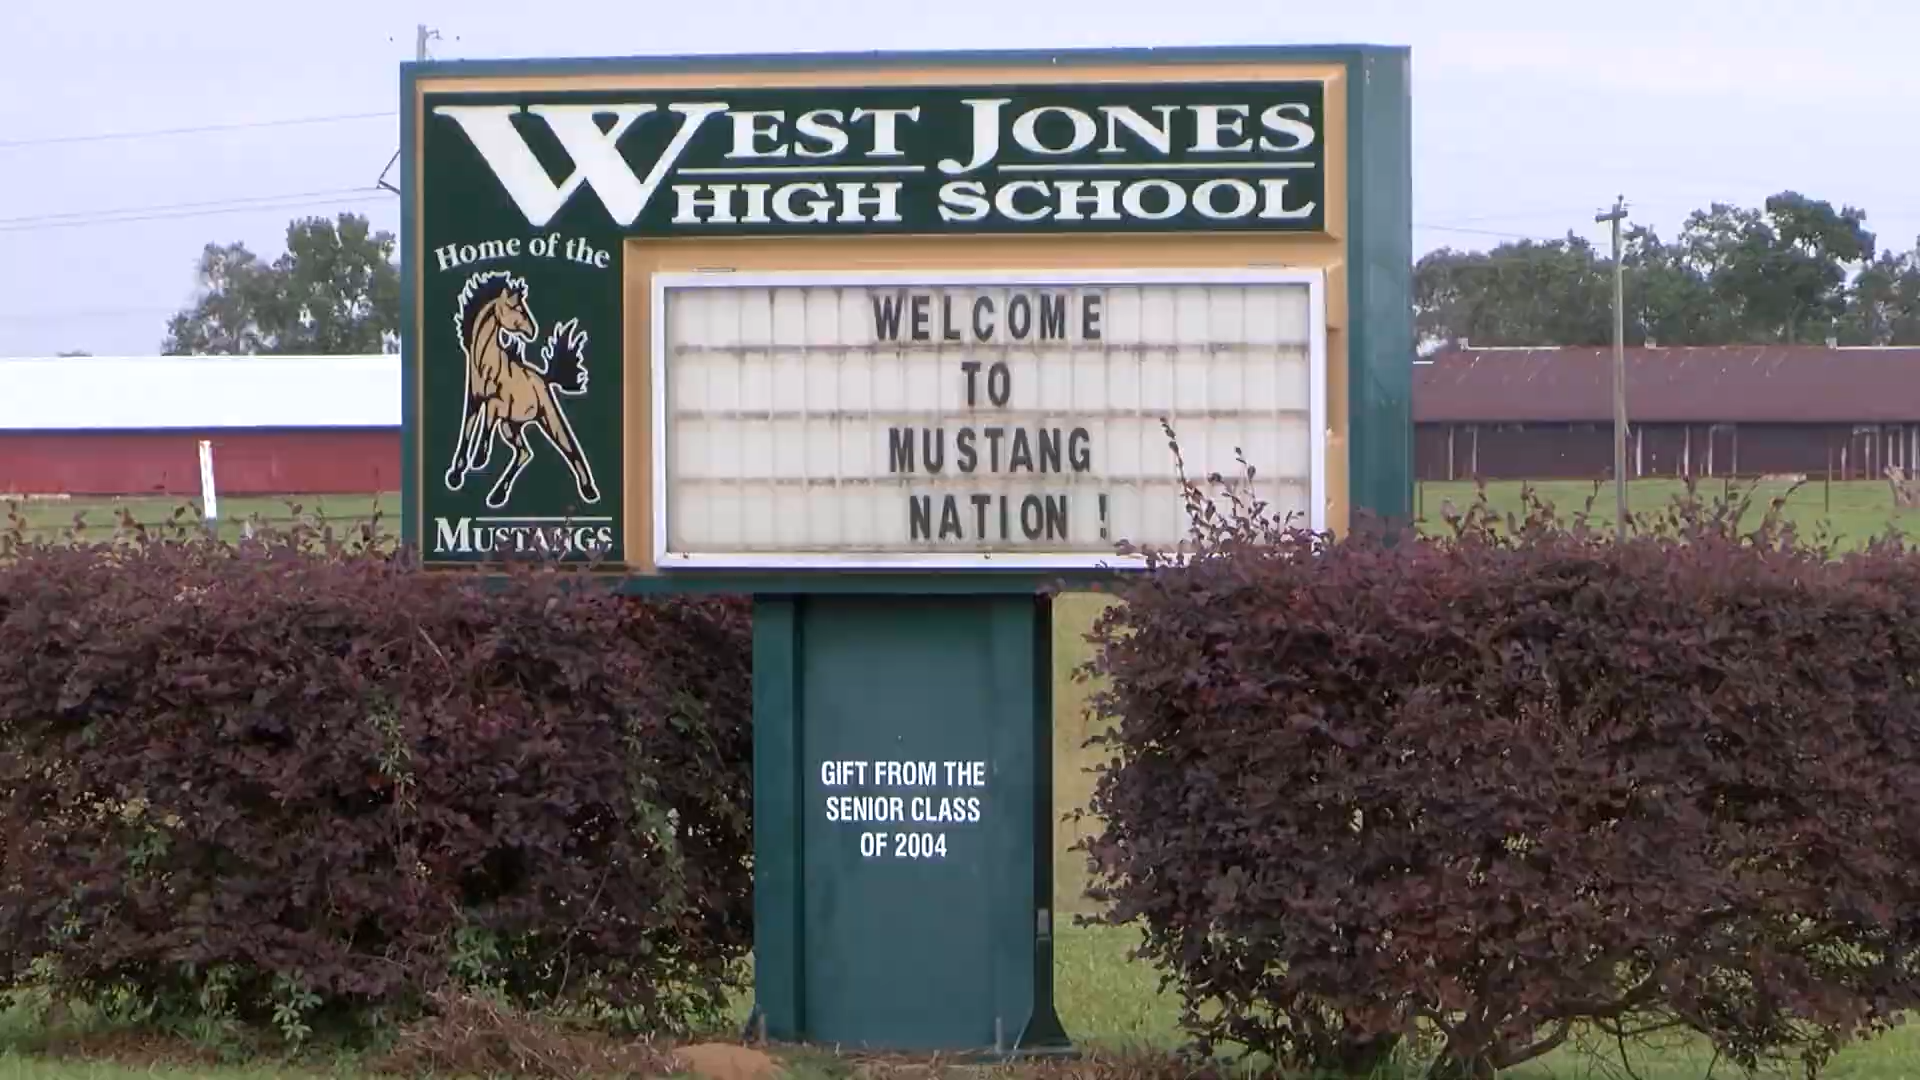 WEST JONES
HIGH SCHOOL
Home of the
MUSTANGS
WELCOME
TO
MUSTANG
NATION !
GIFT FROM THE
SENIOR CLASS
OF 2004